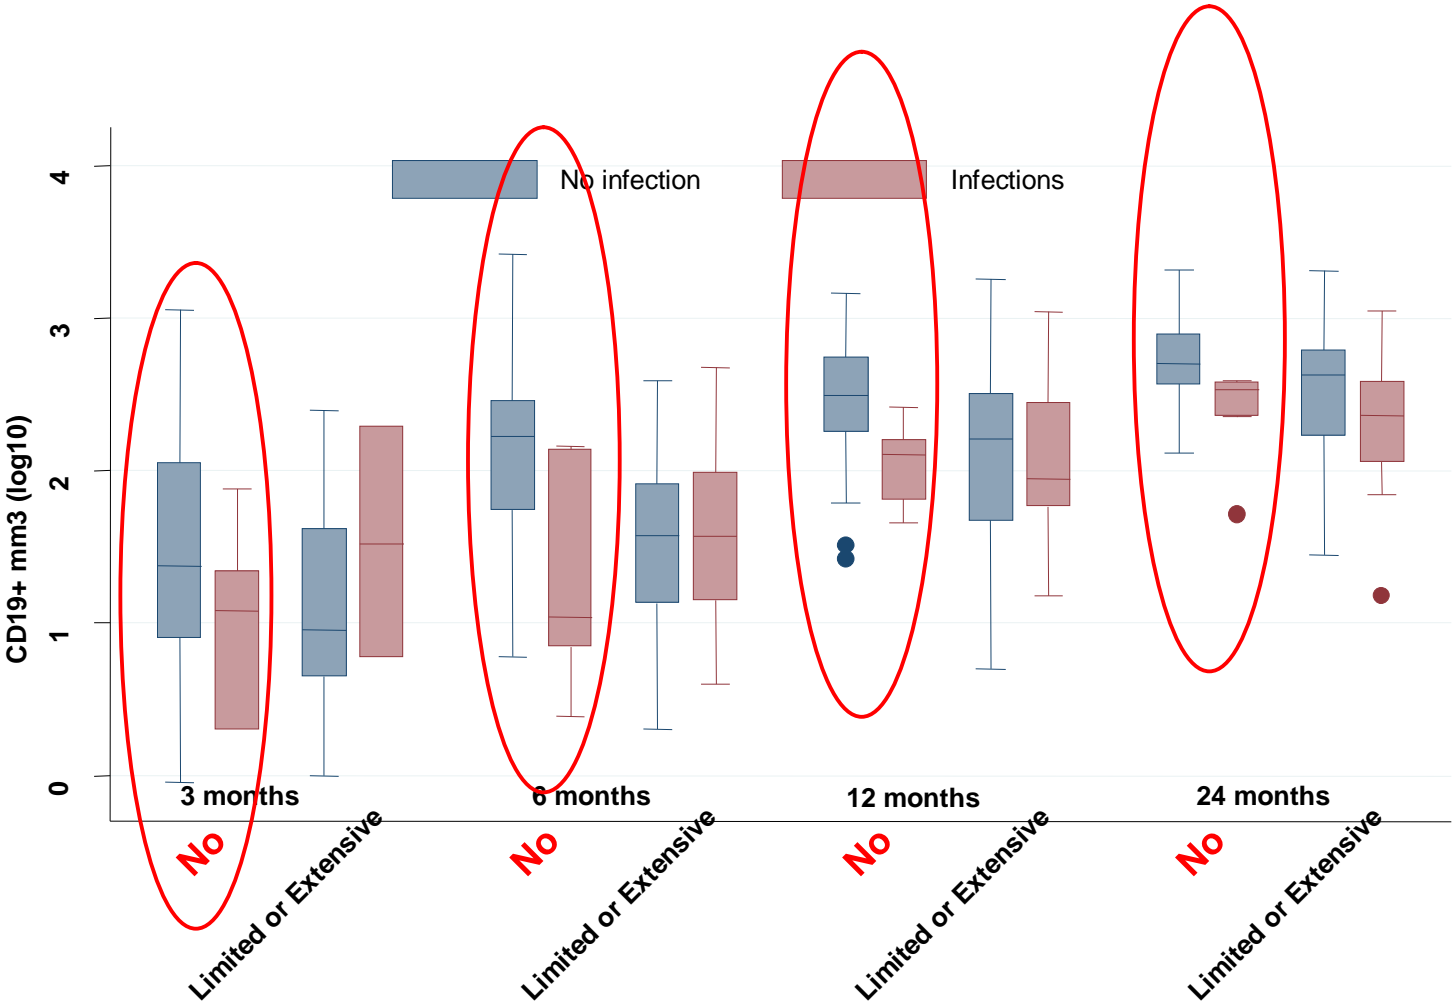 No infection
Infections
4
3
2
1
0
CD19+ mm3 (log10)
3 months
6 months
12 months
24 months
No
Limited or Extensive
No
Limited or Extensive
No
Limited or Extensive
No
Limited or Extensive